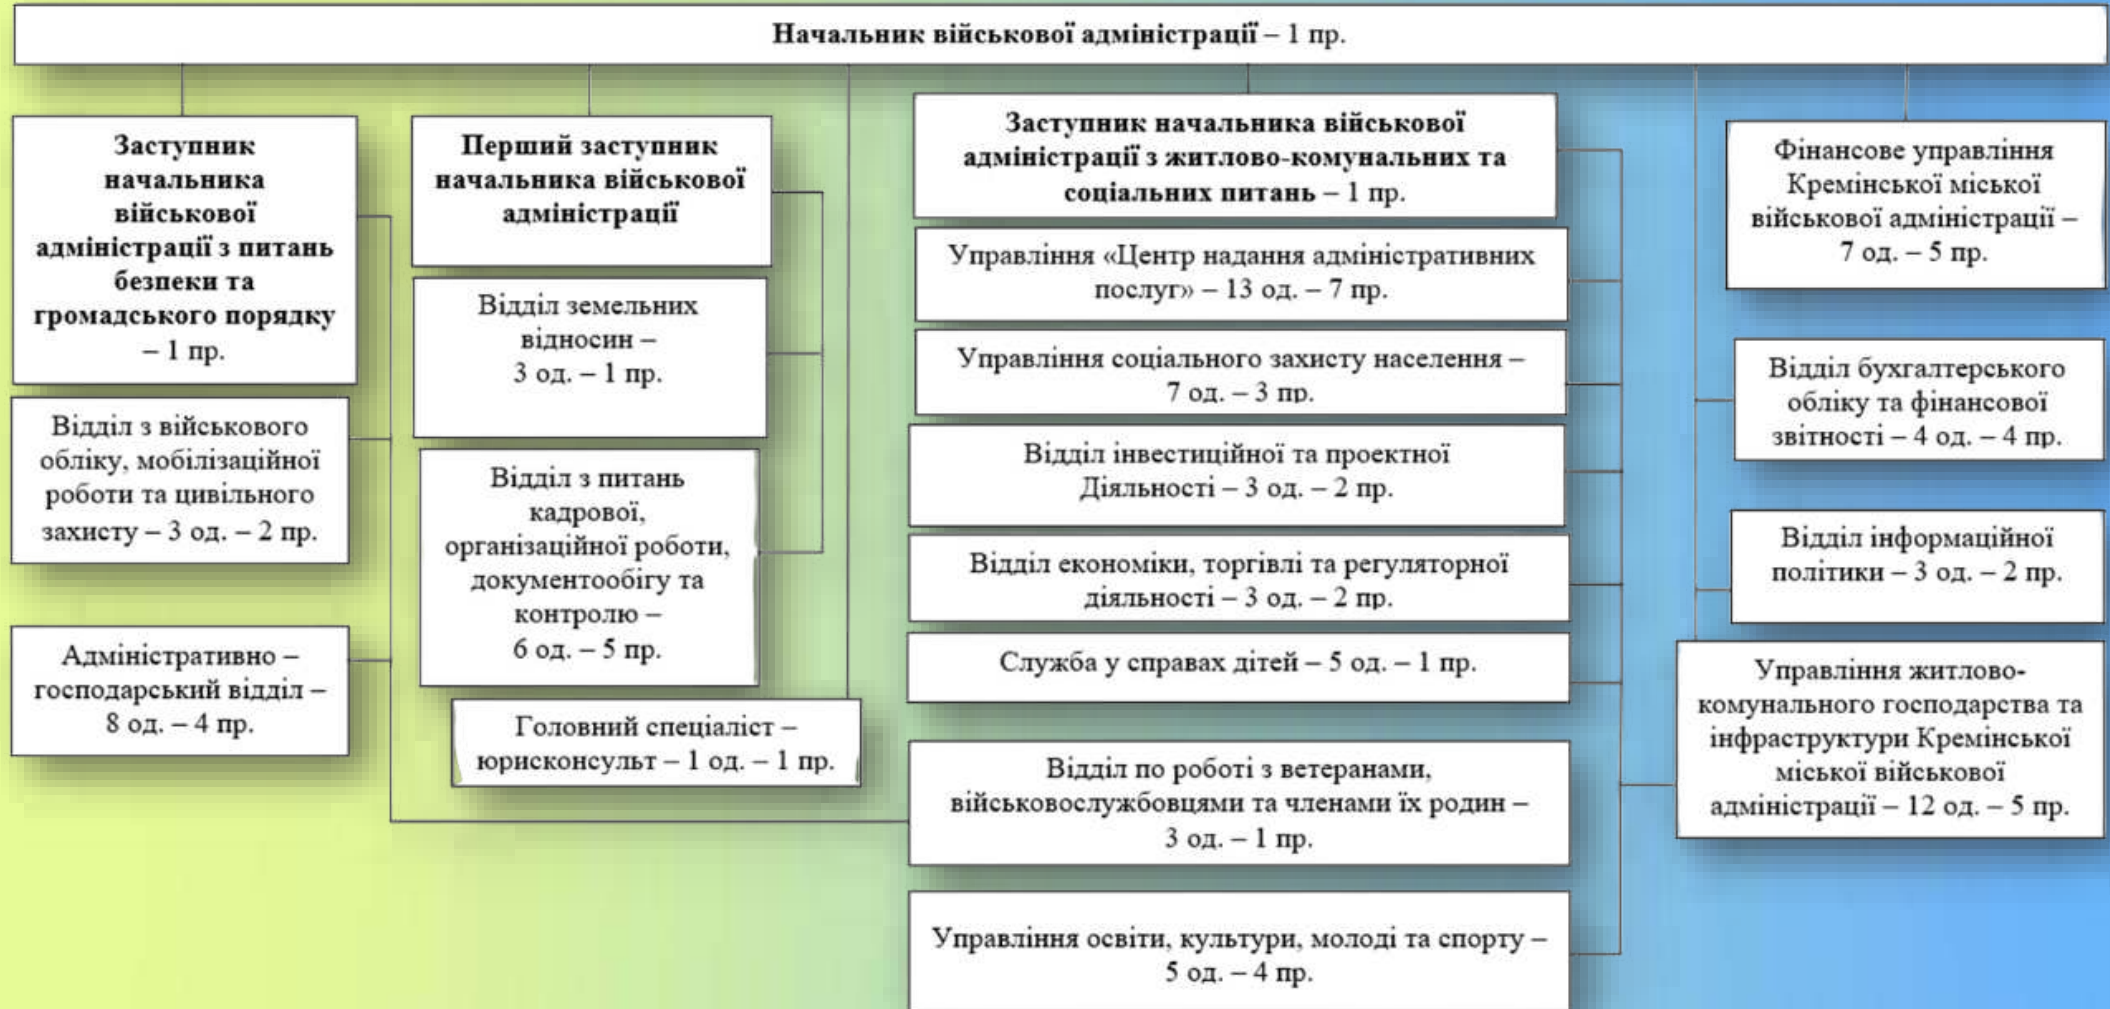 Начальник військової адміністрації – 1 пр.
Заступник
начальника
військової
адміністрації з питань
безпеки та
громадського порядку
– 1 пр.
Відділ з військового
обліку, мобілізаційної
роботи та цивільного
захисту – 3 од. – 2 пр.
Адміністративно –
господарський відділ –
8 од. – 4 пр.
Перший заступник
начальника військової
адміністрації
Відділ земельних
відносин –
3 од. – 1 пр.
Відділ з питань
кадрової,
організаційної роботи,
документообігу та
контролю –
6 од. – 5 пр.
Головний спеціаліст –
юрисконсульт – 1 од. – 1 пр.
Заступник начальника військової
адміністрації з житлово-комунальних та
соціальних питань – 1 пр.
Управління «Центр надання адміністративних
послуг» – 13 од. – 7 пр.
Управління соціального захисту населення –
7 од. – 3 пр.
Відділ інвестиційної та проектної
Діяльності – 3 од. – 2 пр.
Відділ економіки, торгівлі та регуляторної
діяльності – 3 од. – 2 пр.
Служба у справах дітей – 5 од. – 1 пр.
Відділ по роботі з ветеранами,
військовослужбовцями та членами їх родин –
3 од. – 1 пр.
Управління освіти, культури, молоді та спорту –
5 од. – 4 пр.
Фінансове управління
Кремінської міської
військової адміністрації –
7 од. – 5 пр.
Відділ бухгалтерського
обліку та фінансової
звітності – 4 од. – 4 пр.
Відділ інформаційної
політики – 3 од. – 2 пр.
Управління житлово-
комунального господарства та
інфраструктури Кремінської
міської військової
адміністрації – 12 од. – 5 пр.